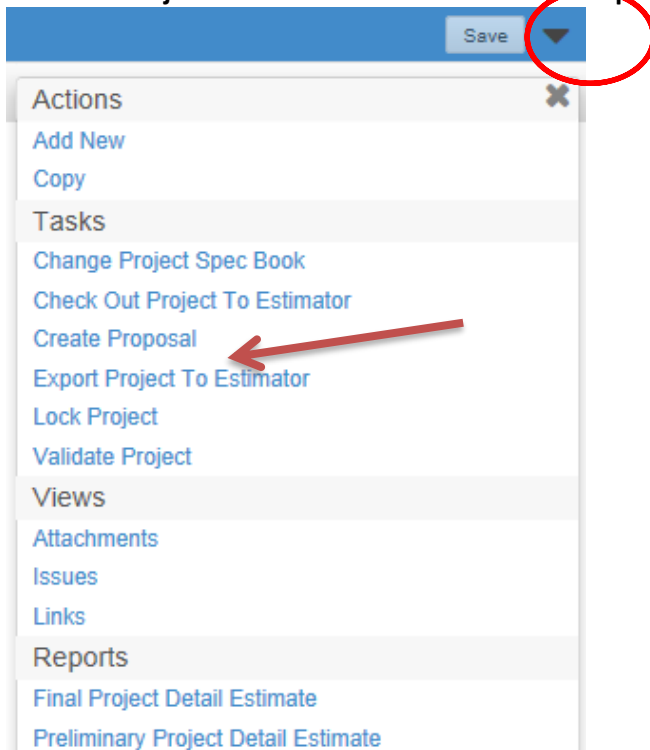 Save
Actions
Add New
Copy
Tasks
Change Project Spec Book
Check Out Project To Estimator
Create Proposal
Export Project To Estimator
Lock Project
Validate Project
Views
Attachments
Issues
Links
Reports
Final Project Detail Estimate
Preliminary Project Detail Estimate